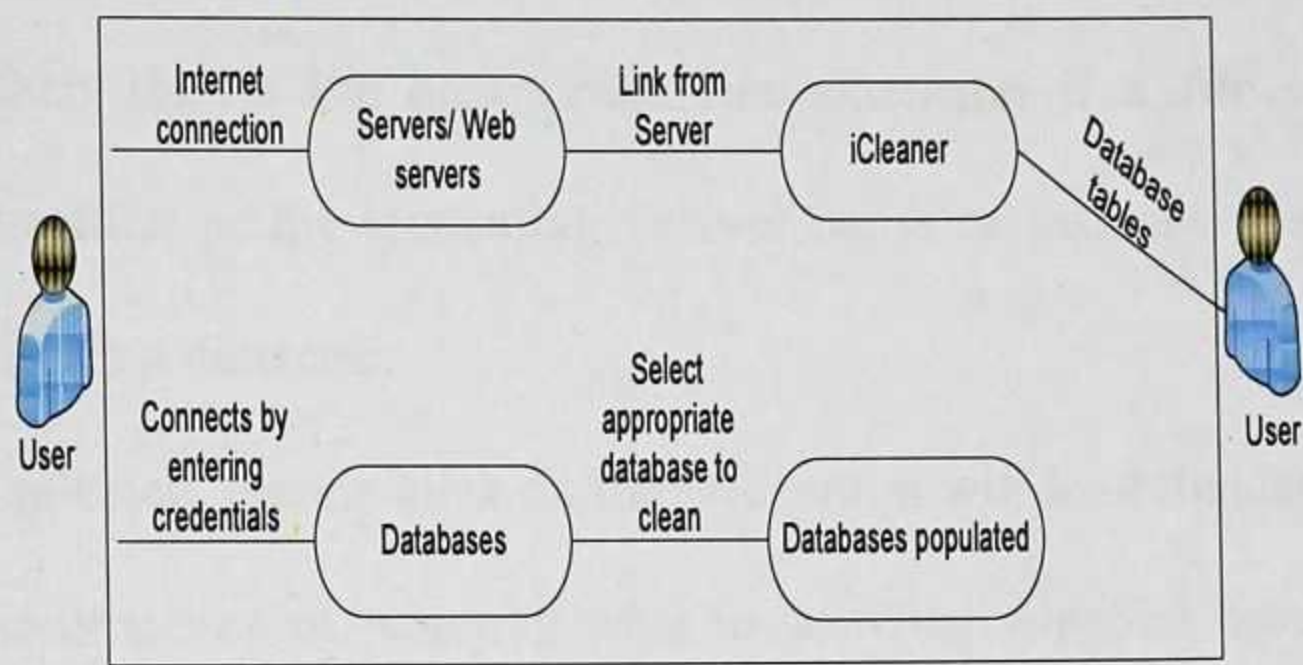 Internet
connection
Servers/ Web
servers
Link from
Server
iCleaner
Database
tables
User
User
Connects by
entering
credentials
Databases
Select
appropriate
database to
clean
Databases populated